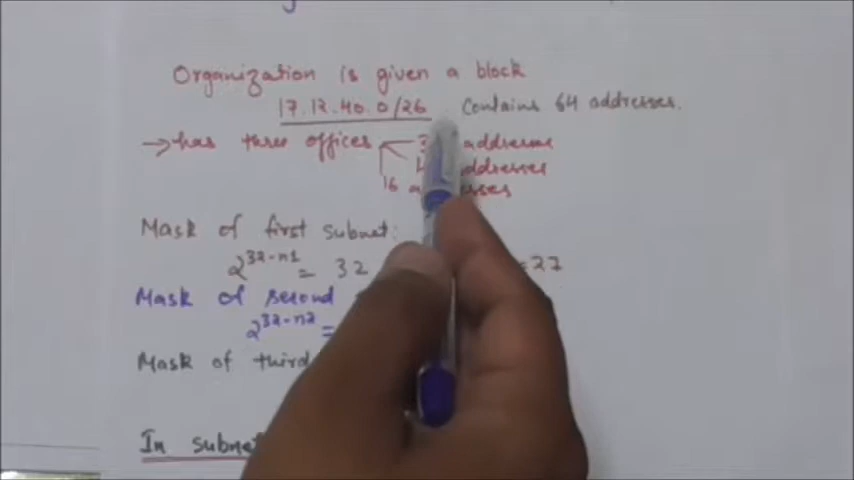 Organization is given a block
17.12.40.0/26 Contains 64 addresses.
→has three offices addresses
addresses
16
Mask of first subnet:
2^32-n1 = 32 =27
Mask of second
2^32-n2 =
Mask of third
In subnet